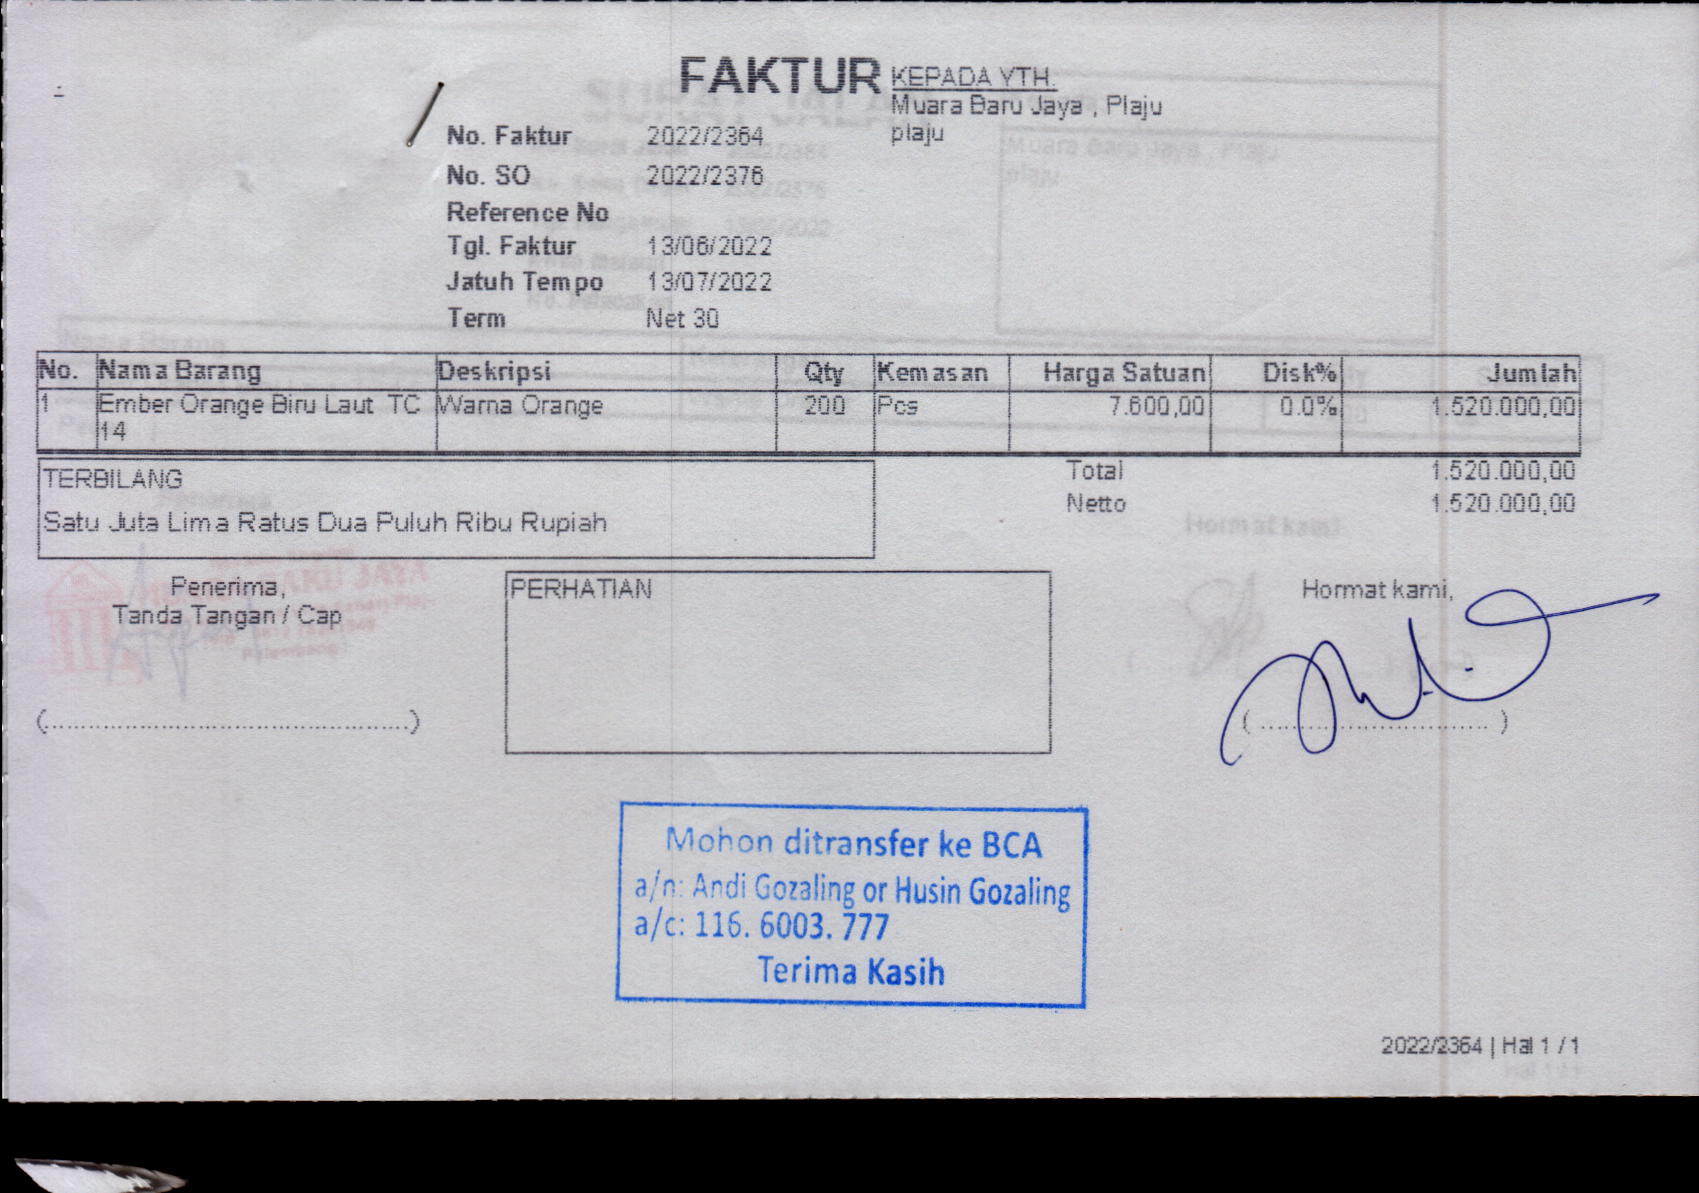 FAKTUR
KEPADA YTH.
Muara Baru Jaya , Plaju
plaju
No. Faktur 2022/2364
No. SO 2022/2376
Reference No
Tgl. Faktur 13/06/2022
Jatuh Tempo 13/07/2022
Term Net 30
No. Nama Barang Deskripsi Qty Kemasan Harga Satuan Disk% Jumlah
1 Ember Orange Biru Laut TC Warna Orange 200 Pcs 7.600,00 0.0% 1.520.000,00
14
TERBILANG
Satu Juta Lima Ratus Dua Puluh Ribu Rupiah
Total 1.520.000,00
Netto 1.520.000,00
Penerima,
Tanda Tangan / Cap
(............................................)
PERHATIAN
Hormat kami,
(............................)
Mohon ditransfer ke BCA
a/n: Andi Gozaling or Husin Gozaling
a/c: 116. 6003. 777
Terima Kasih
2022/2364 | Hal 1 / 1